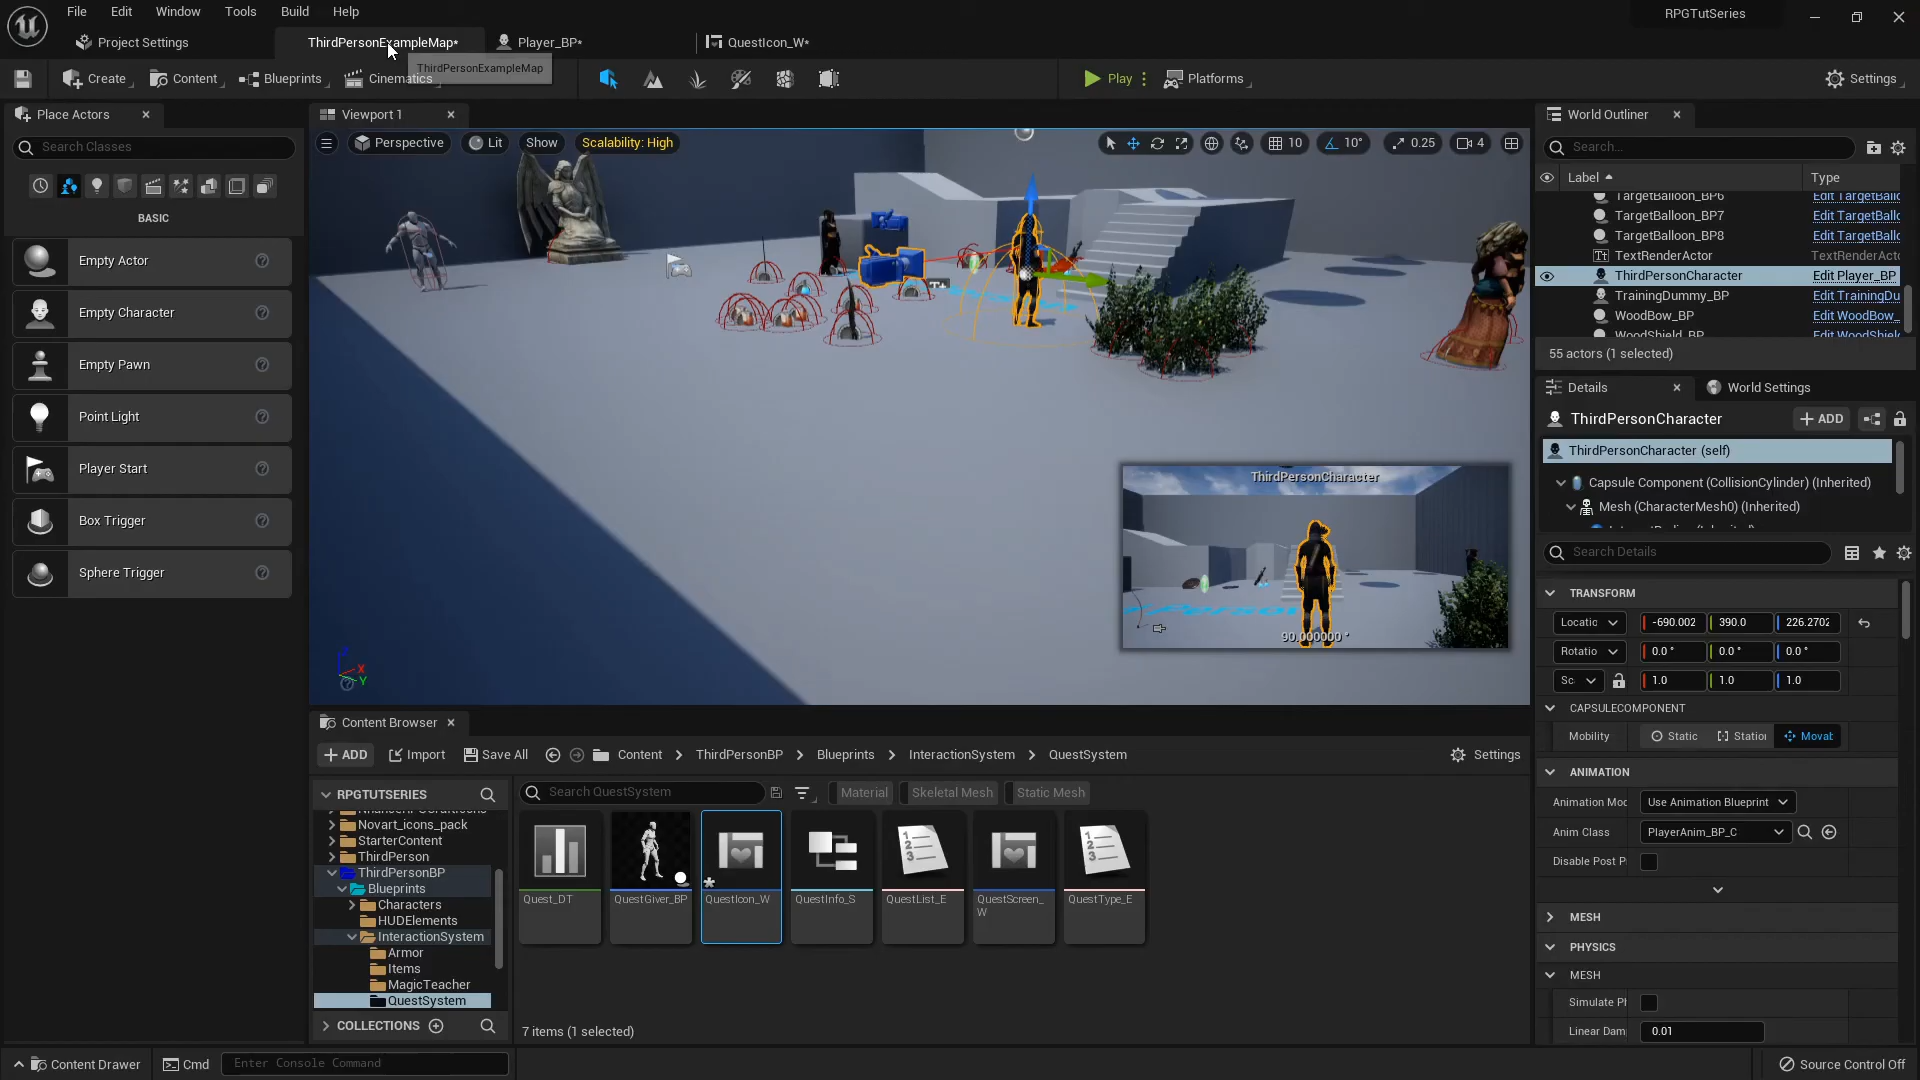 File Edit Window Tools Build Help
RPGTutSeries
Project Settings
ThirdPersonExampleMap*
Player_BP*
QuestIcon_W*
Create
Content
Blueprints
Cinematics
ThirdPersonExampleMap
Play
Platforms
Settings
Place Actors
Search Classes
BASIC
Empty Actor
Empty Character
Empty Pawn
Point Light
Player Start
Box Trigger
Sphere Trigger
Viewport 1
Perspective
Lit
Show
Scalability: High
10
10°
0.25
4
ThirdPersonCharacter
90.000000 °
X
Y
World Outliner
Search...
Label
Type
TargetBalloon_BP6 Edit TargetBallo
TargetBalloon_BP7 Edit TargetBallo
TargetBalloon_BP8 Edit TargetBallo
TextRenderActor TextRenderActo
ThirdPersonCharacter Edit Player_BP
TrainingDummy_BP Edit TrainingDu
WoodBow_BP Edit WoodBow_
WoodShield_BP Edit WoodShiel
55 actors (1 selected)
Details
World Settings
ThirdPersonCharacter
ADD
ThirdPersonCharacter (self)
Capsule Component (CollisionCylinder) (Inherited)
Mesh (CharacterMesh0) (Inherited)
Search Details
TRANSFORM
Locatic -690.002 390.0 226.2702
Rotatio 0.0 ° 0.0 ° 0.0 °
Sc 1.0 1.0 1.0
CAPSULECOMPONENT
Mobility Static Station Movat
ANIMATION
Animation Moc Use Animation Blueprint
Anim Class PlayerAnim_BP_C
Disable Post P
MESH
PHYSICS
MESH
Simulate Ph
Linear Dam 0.01
Content Browser
ADD
Import
Save All
Content
ThirdPersonBP
Blueprints
InteractionSystem
QuestSystem
Settings
RPGTUTSERIES
Search QuestSystem
Material
Skeletal Mesh
Static Mesh
Novart_icons_pack
StarterContent
ThirdPerson
ThirdPersonBP
Blueprints
Characters
HUDElements
InteractionSystem
Armor
Items
MagicTeacher
QuestSystem
COLLECTIONS
Quest_DT
QuestGiver_BP
QuestIcon_W
QuestInfo_S
QuestList_E
QuestScreen_
W
QuestType_E
7 items (1 selected)
Content Drawer
Cmd
Enter Console Command
Source Control Off